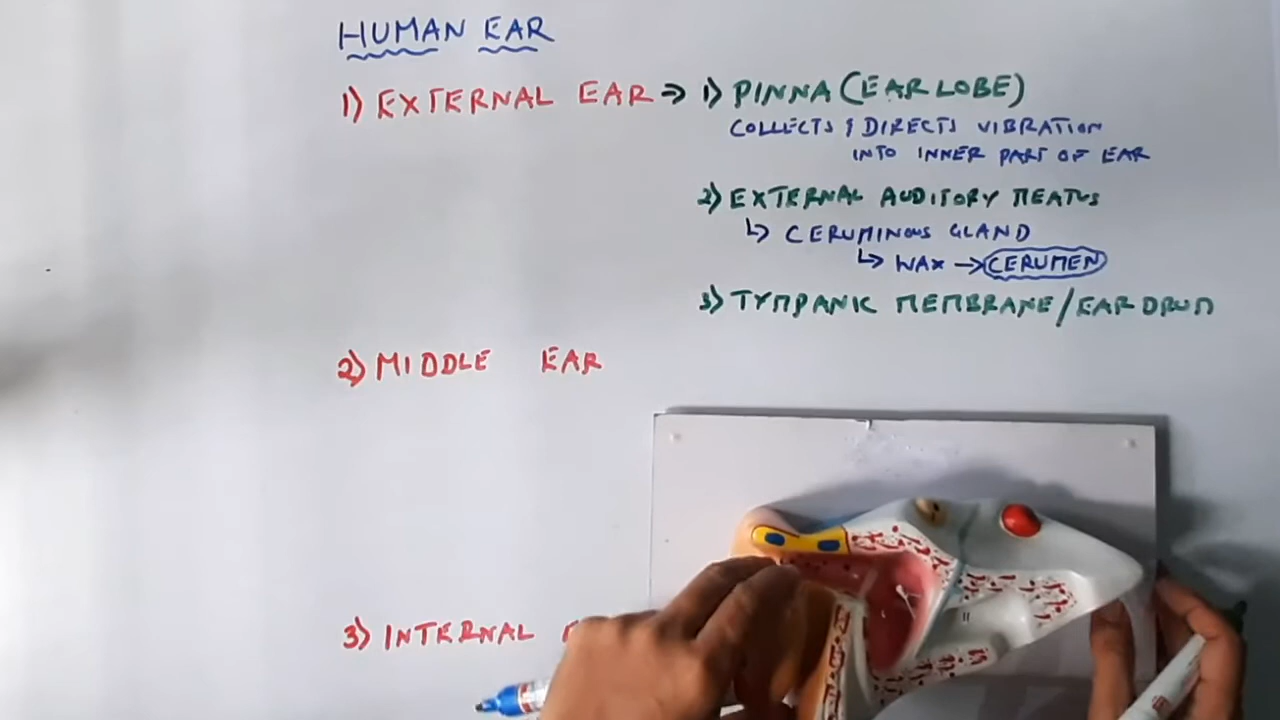 HUMAN EAR
1) EXTERNAL EAR ⇒ 1) PINNA (EAR LOBE)
COLLECTS & DIRECTS VIBRATION
INTO INNER PART OF EAR
2) EXTERNAL AUDITORY MEATUS
↳ CERUMINOUS GLAND
↳ WAX → CERUMEN
3) TYMPANIC MEMBRANE / EAR DRUM
2) MIDDLE EAR
3) INTERNAL